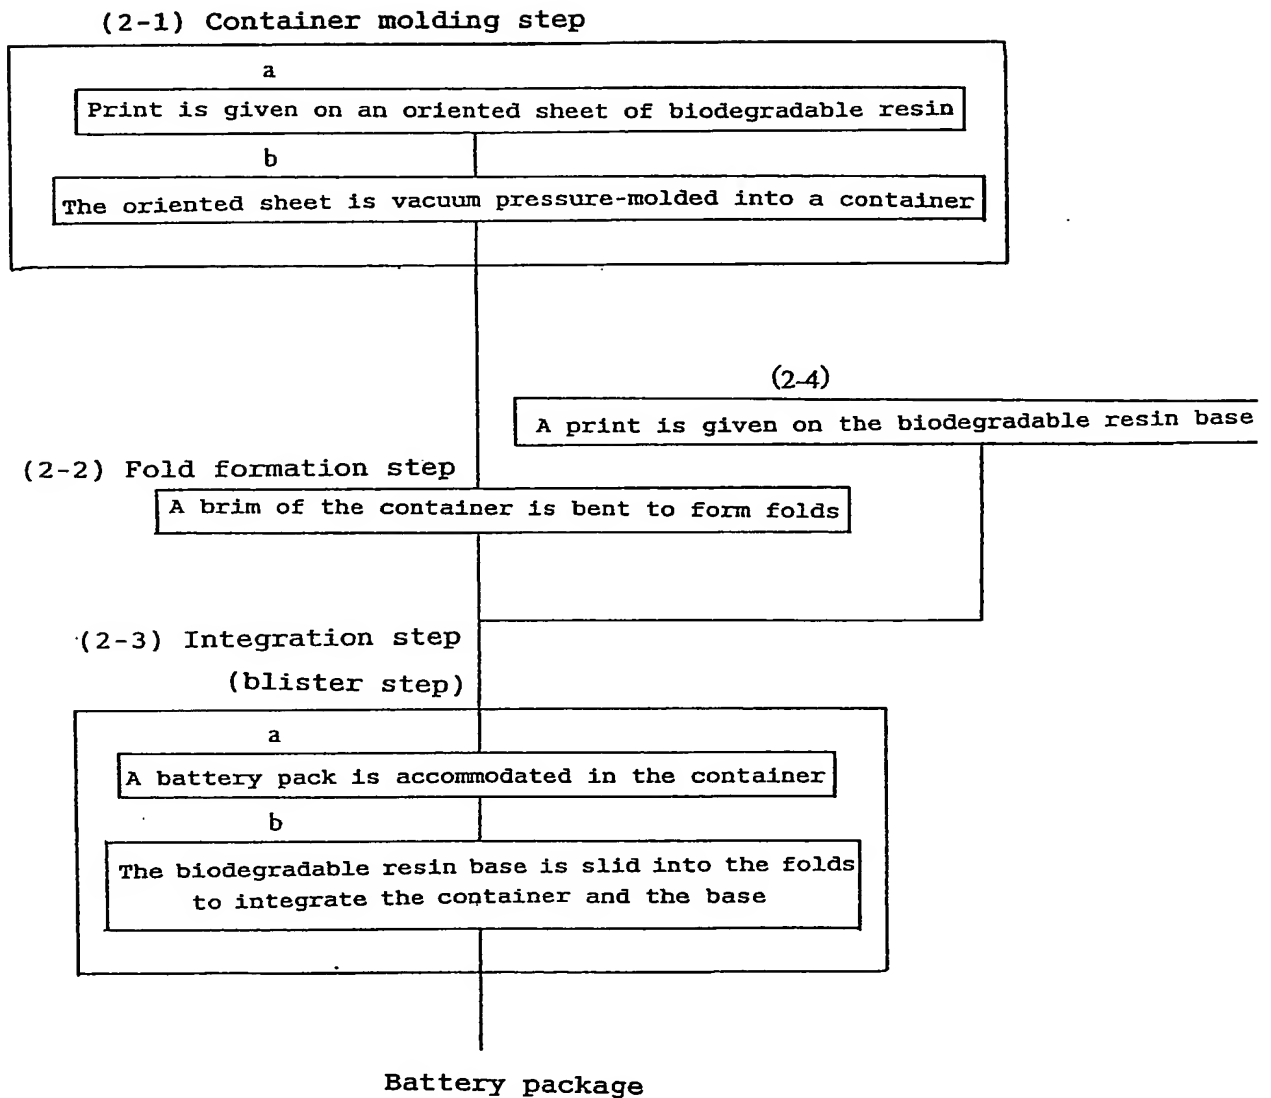 (2-1) Container molding step
a
Print is given on an oriented sheet of biodegradable resin
b
The oriented sheet is vacuum pressure-molded into a container
(2-4)
A print is given on the biodegradable resin base
(2-2) Fold formation step
A brim of the container is bent to form folds
(2-3) Integration step
(blister step)
a
A battery pack is accommodated in the container
b
The biodegradable resin base is slid into the folds
to integrate the container and the base
Battery package